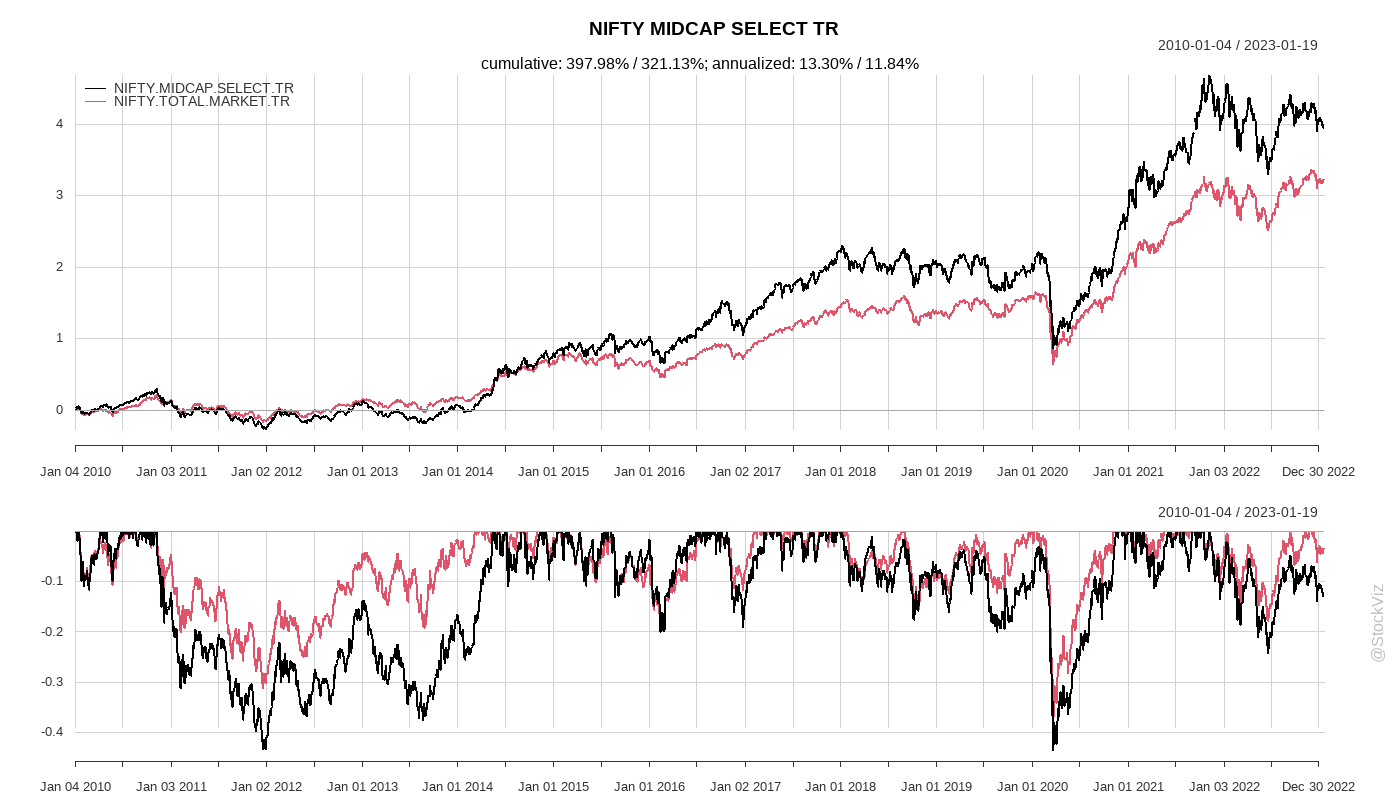 NIFTY MIDCAP SELECT TR
2010-01-04 / 2023-01-19
cumulative: 397.98% / 321.13%; annualized: 13.30% / 11.84%
NIFTY.MIDCAP.SELECT.TR
NIFTY.TOTAL.MARKET.TR
4
3
2
1
0
Jan 04 2010 Jan 03 2011 Jan 02 2012 Jan 01 2013 Jan 01 2014 Jan 01 2015 Jan 01 2016 Jan 02 2017 Jan 01 2018 Jan 01 2019 Jan 01 2020 Jan 01 2021 Jan 03 2022 Dec 30 2022
2010-01-04 / 2023-01-19
-0.1
-0.2
-0.3
-0.4
Jan 04 2010 Jan 03 2011 Jan 02 2012 Jan 01 2013 Jan 01 2014 Jan 01 2015 Jan 01 2016 Jan 02 2017 Jan 01 2018 Jan 01 2019 Jan 01 2020 Jan 01 2021 Jan 03 2022 Dec 30 2022
@StockViz